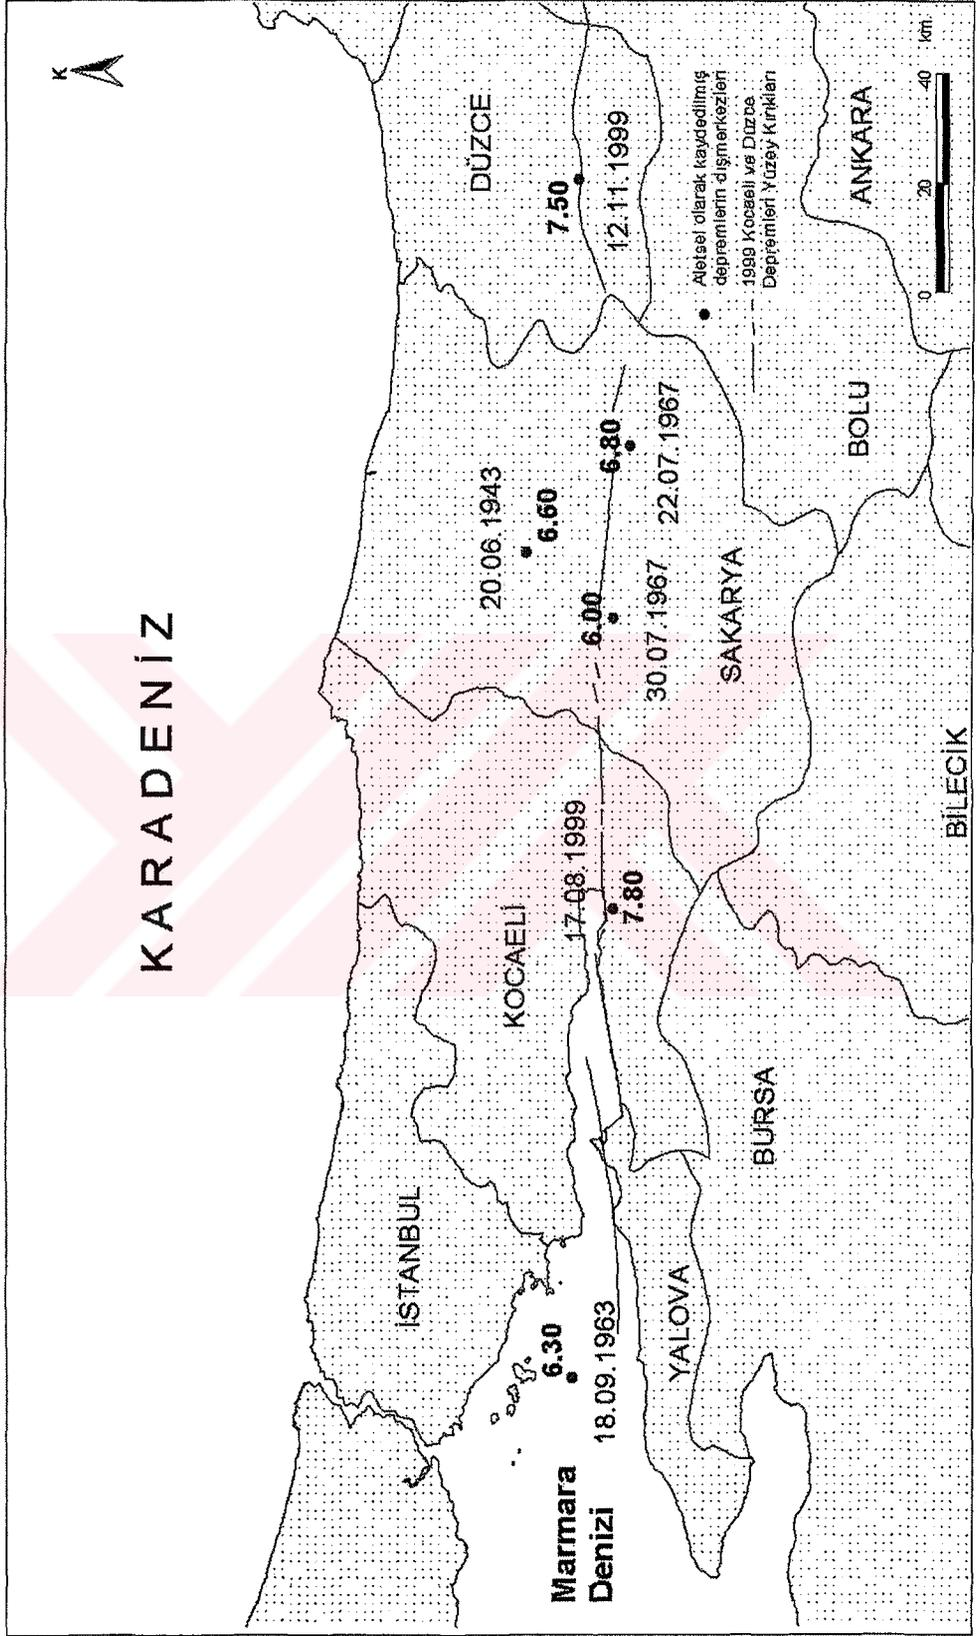 K
KARADENİZ
DÜZCE
7.50
12.11.1999
20.06.1943
6.60
6.80
22.07.1967
6.00
30.07.1967
SAKARYA
17.08.1999
7.80
KOCAELİ
İSTANBUL
6.30
18.09.1963
Marmara
Denizi
YALOVA
BURSA
BİLECİK
BOLU
ANKARA
Aletsel olarak kaydedilmiş
depremlerin dışmerkezleri
1999 Kocaeli ve Düzce
Depremleri Yüzey Kırıkları
0 20 40 km.